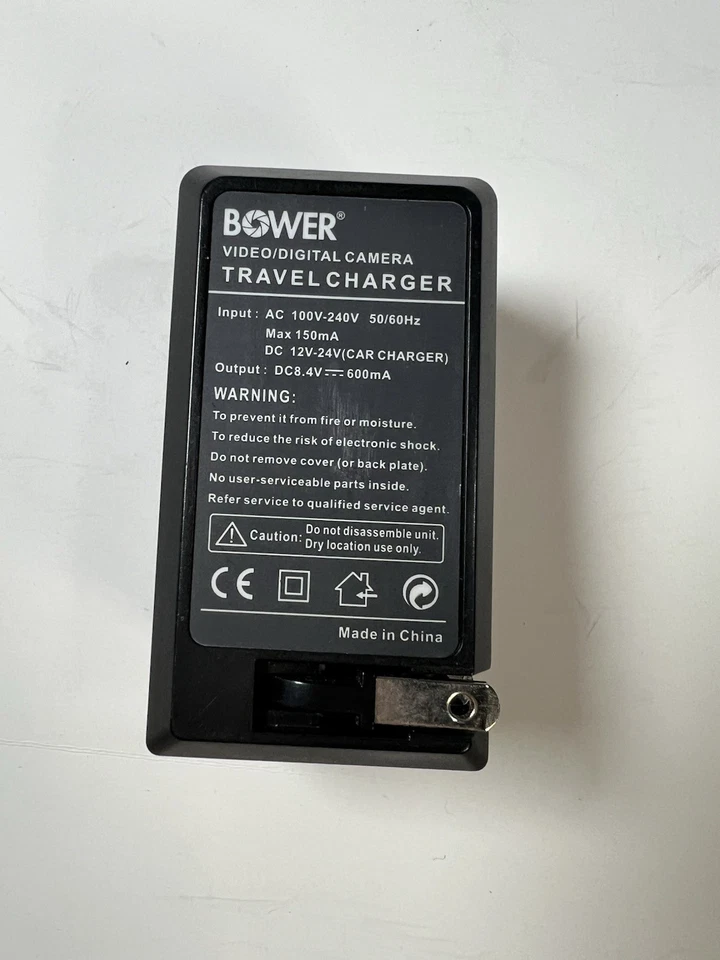 BOWER®
VIDEO/DIGITAL CAMERA
TRAVEL CHARGER
Input : AC 100V-240V 50/60Hz
Max 150mA
DC 12V-24V(CAR CHARGER)
Output : DC8.4V⎓600mA
WARNING:
To prevent it from fire or moisture.
To reduce the risk of electronic shock.
Do not remove cover (or back plate).
No user-serviceable parts inside.
Refer service to qualified service agent.
Caution: Do not disassemble unit.
Dry location use only.
CE
Made in China